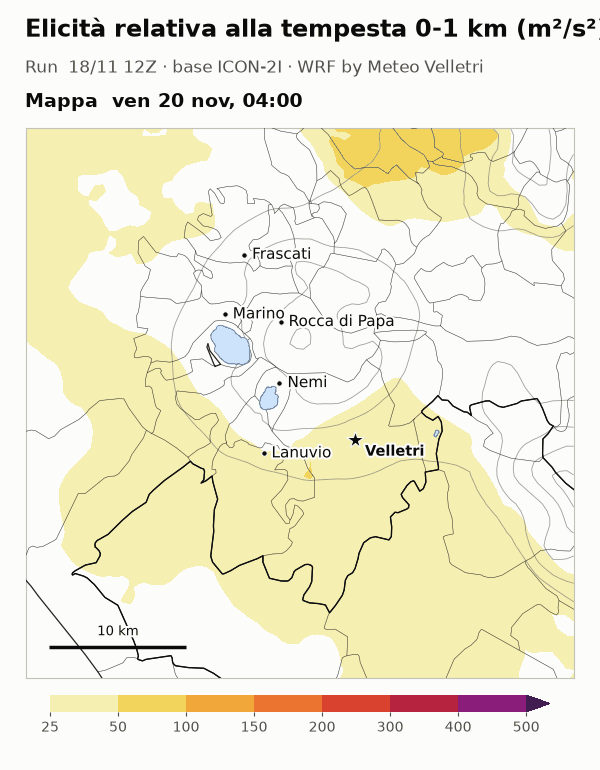 Elicità relativa alla tempesta 0-1 km (m²/s²)
Run 18/11 12Z · base ICON-2I · WRF by Meteo Velletri
Mappa ven 20 nov, 04:00
Frascati
Marino
Rocca di Papa
Nemi
Velletri
Lanuvio
10 km
25 50 100 150 200 300 400 500